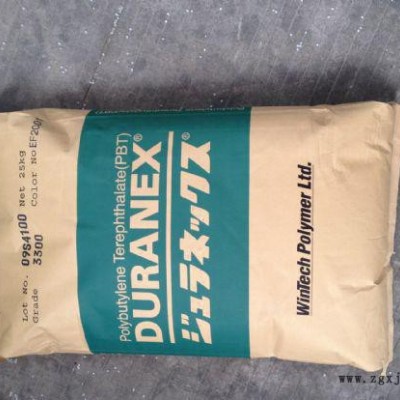 Polybutylene Terephthalate(PBT)
DURANEX®
ジュラネックス®
WinTech Polymer Ltd.
Lot No. 09S4100 Net 25kg
Grade 3300 Color No EF2001
www.zgxj